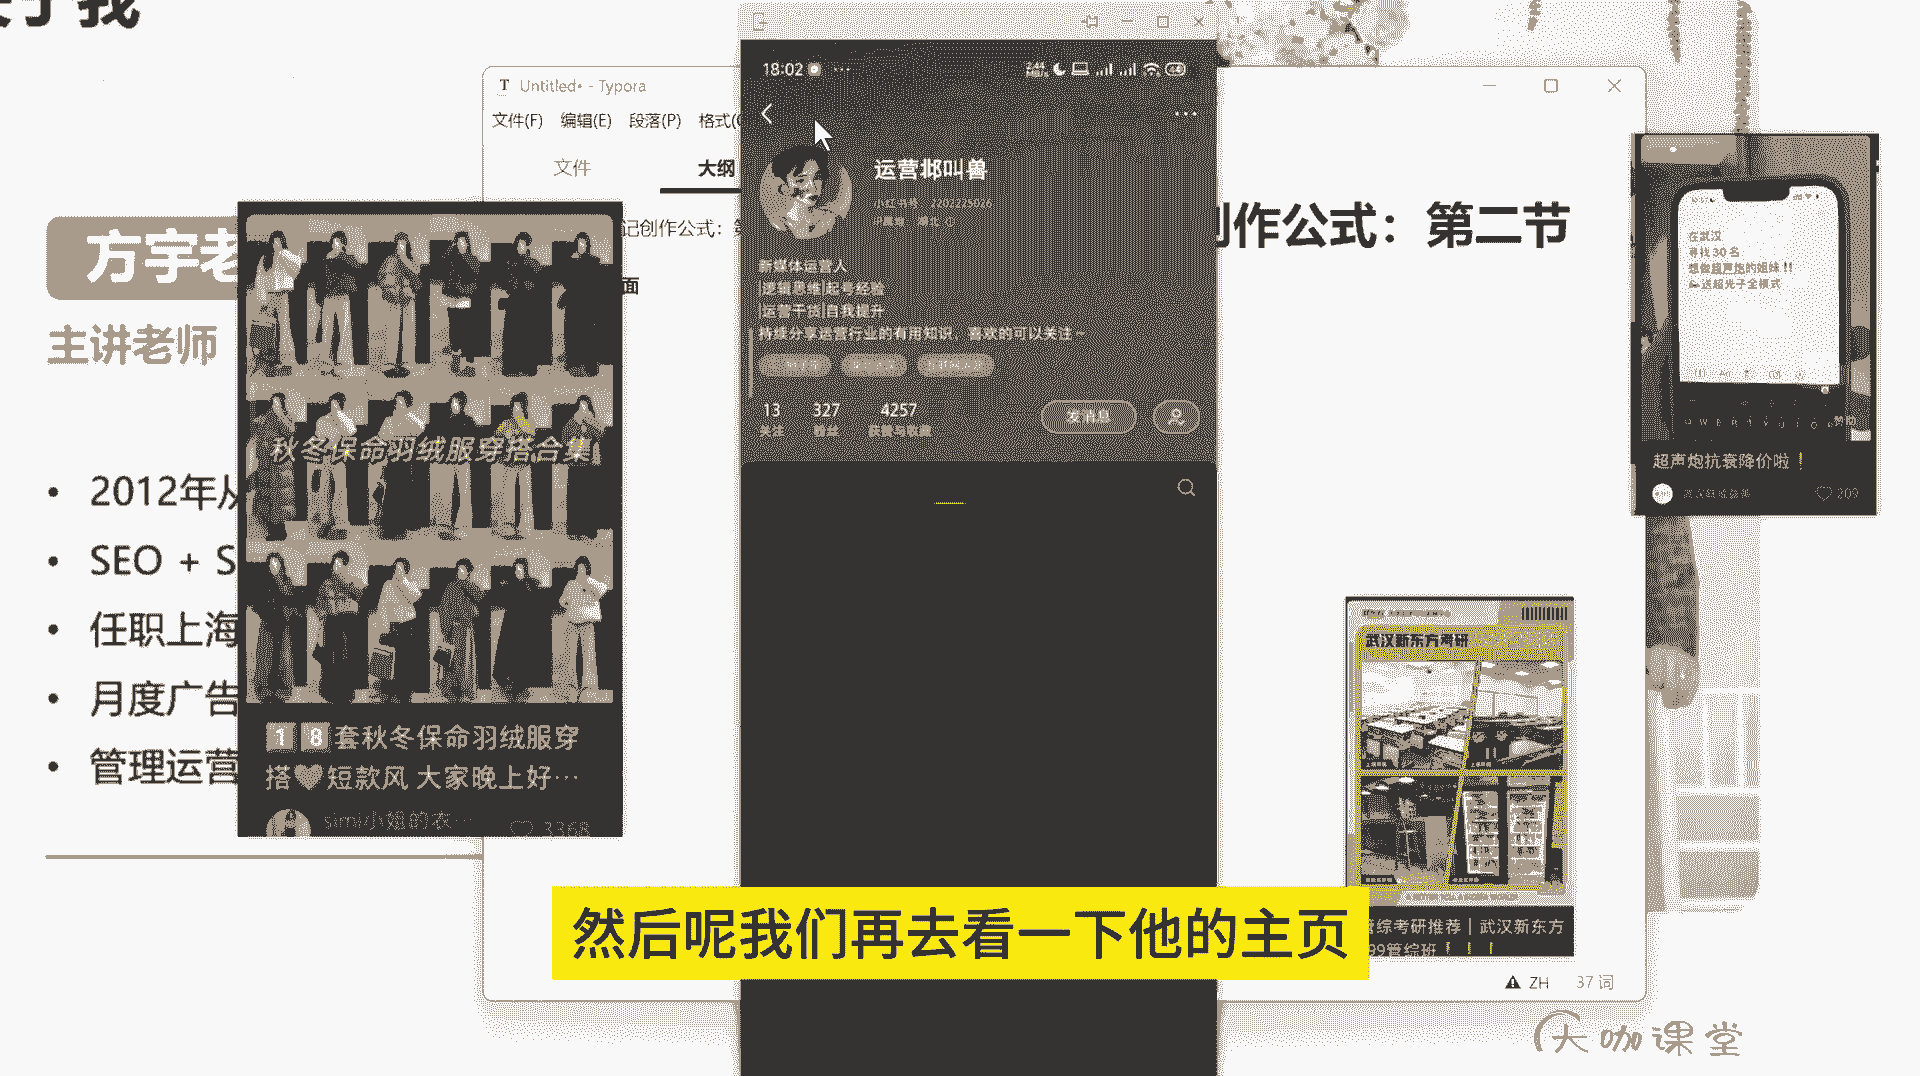 Untitled• - Typora
文件(F) 编辑(E) 段落(P) 格式(
文件
大纲
记创作公式：
面
创作公式：第二节
方宇老
主讲老师
• 2012年从
• SEO + S
• 任职上海
• 月度广告
• 管理运营
秋冬保命羽绒服穿搭合集
18套秋冬保命羽绒服穿
搭🖤短款风 大家晚上好…
simi小姐的衣…
3368
18:02
运营邶叫兽
小红书号：2202225026
新媒体运营人
|逻辑思维|起号经验
|运营干货|自我提升
持续分享运营行业的有用知识，喜欢的可以关注~
13 327 4257
关注 粉丝 获赞与收藏
发消息
在武汉
寻找30名
想做超声炮的姐妹!!
送超光子全模式
赞助
超声炮抗衰降价啦！
209
武汉新东方考研
管综考研推荐｜武汉新东方
99管综班！！！
然后呢我们再去看一下他的主页
ZH 37 词
大咖课堂